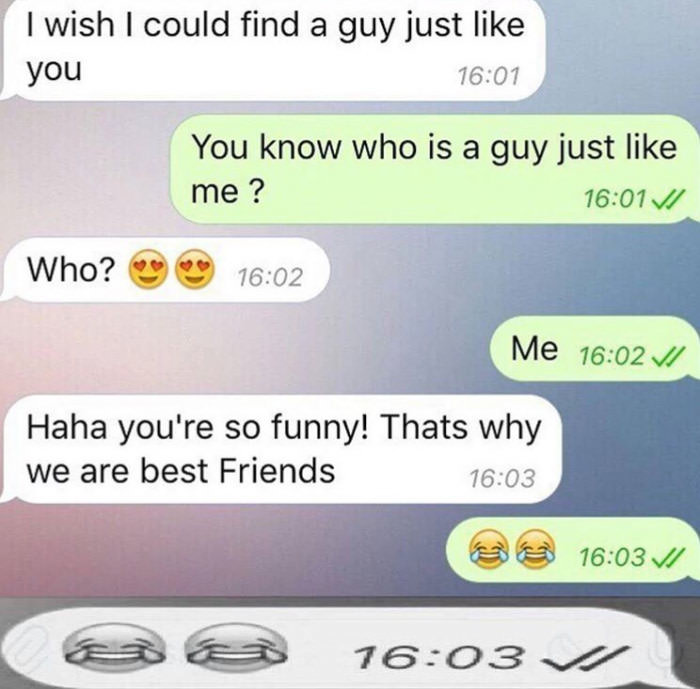 I wish I could find a guy just like
you 16:01
You know who is a guy just like
me ? 16:01
Who? 😍😍 16:02
Me 16:02
Haha you're so funny! Thats why
we are best Friends 16:03
😂😂 16:03
😂😂 16:03